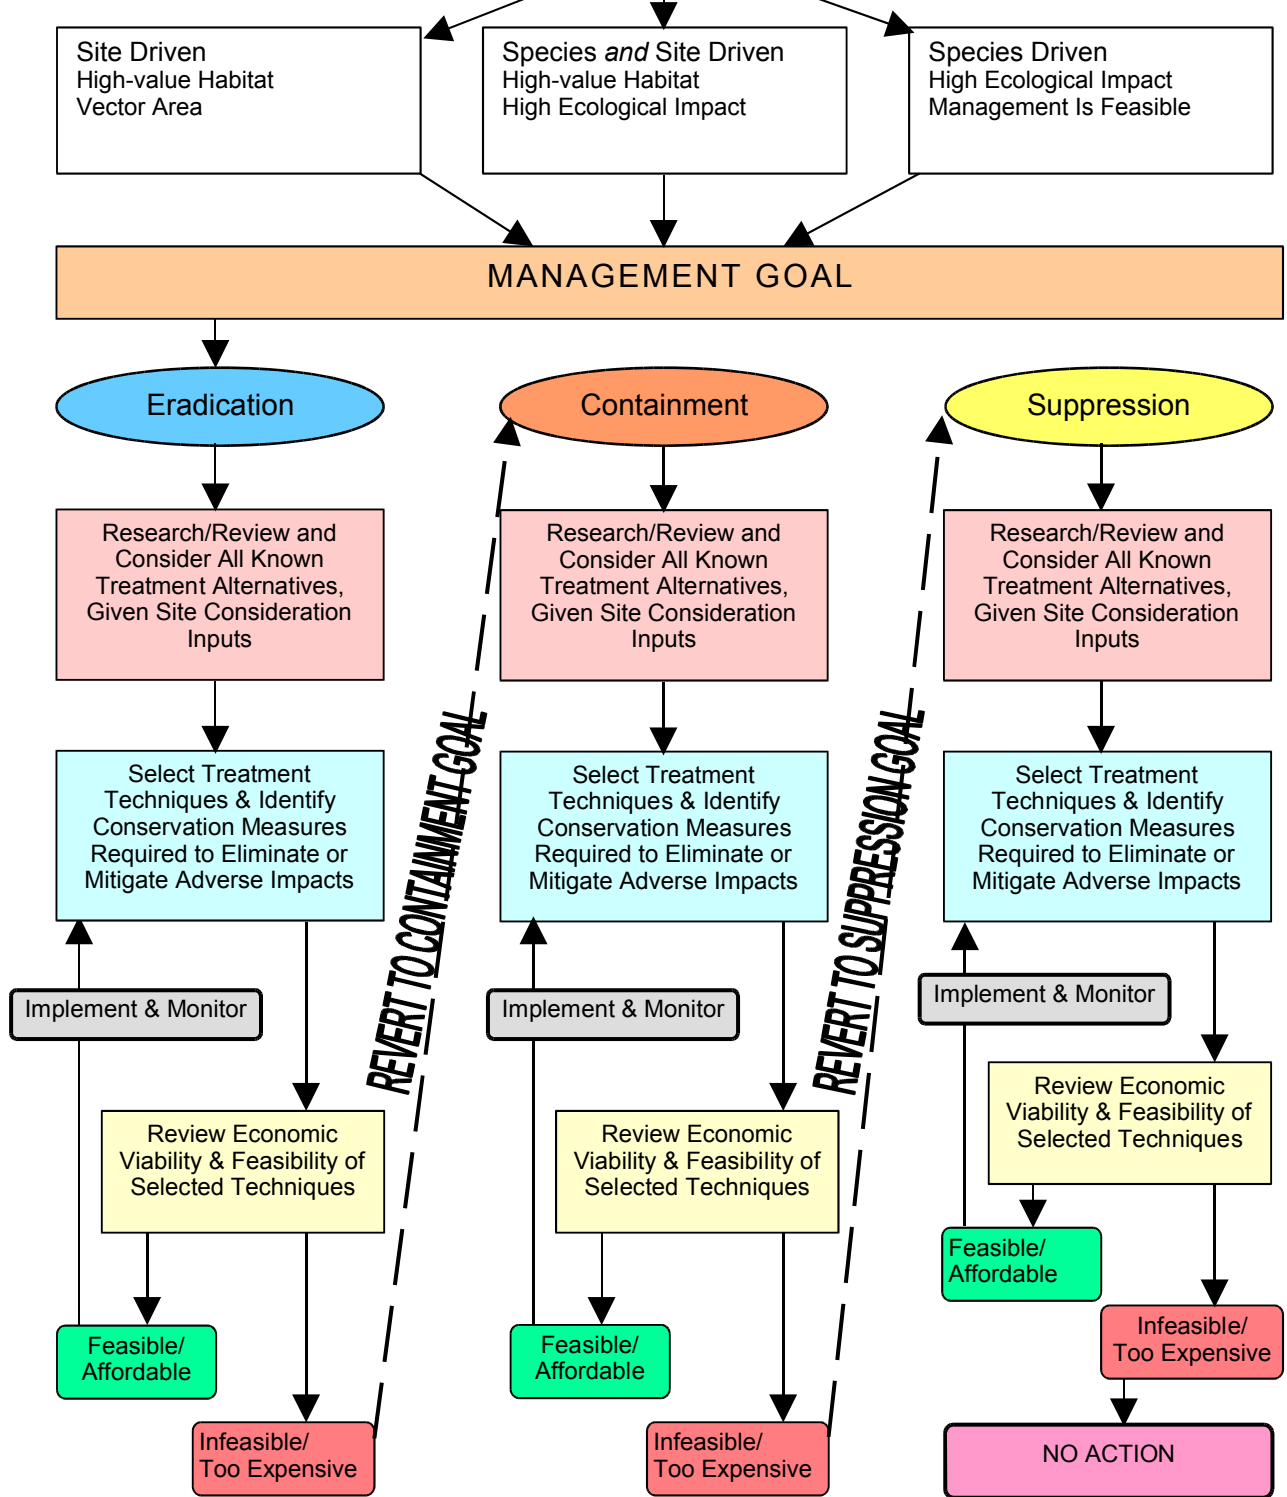 Site Driven
High-value Habitat
Vector Area
Species and Site Driven
High-value Habitat
High Ecological Impact
Species Driven
High Ecological Impact
Management Is Feasible
MANAGEMENT GOAL
Eradication
Research/Review and
Consider All Known
Treatment Alternatives,
Given Site Consideration
Inputs
Select Treatment
Techniques & Identify
Conservation Measures
Required to Eliminate or
Mitigate Adverse Impacts
Implement & Monitor
Review Economic
Viability & Feasibility of
Selected Techniques
Feasible/
Affordable
Infeasible/
Too Expensive
REVERT TO CONTAINMENT GOAL
Containment
Research/Review and
Consider All Known
Treatment Alternatives,
Given Site Consideration
Inputs
Select Treatment
Techniques & Identify
Conservation Measures
Required to Eliminate or
Mitigate Adverse Impacts
Implement & Monitor
Review Economic
Viability & Feasibility of
Selected Techniques
Feasible/
Affordable
Infeasible/
Too Expensive
REVERT TO SUPPRESSION GOAL
Suppression
Research/Review and
Consider All Known
Treatment Alternatives,
Given Site Consideration
Inputs
Select Treatment
Techniques & Identify
Conservation Measures
Required to Eliminate or
Mitigate Adverse Impacts
Implement & Monitor
Review Economic
Viability & Feasibility of
Selected Techniques
Feasible/
Affordable
Infeasible/
Too Expensive
NO ACTION